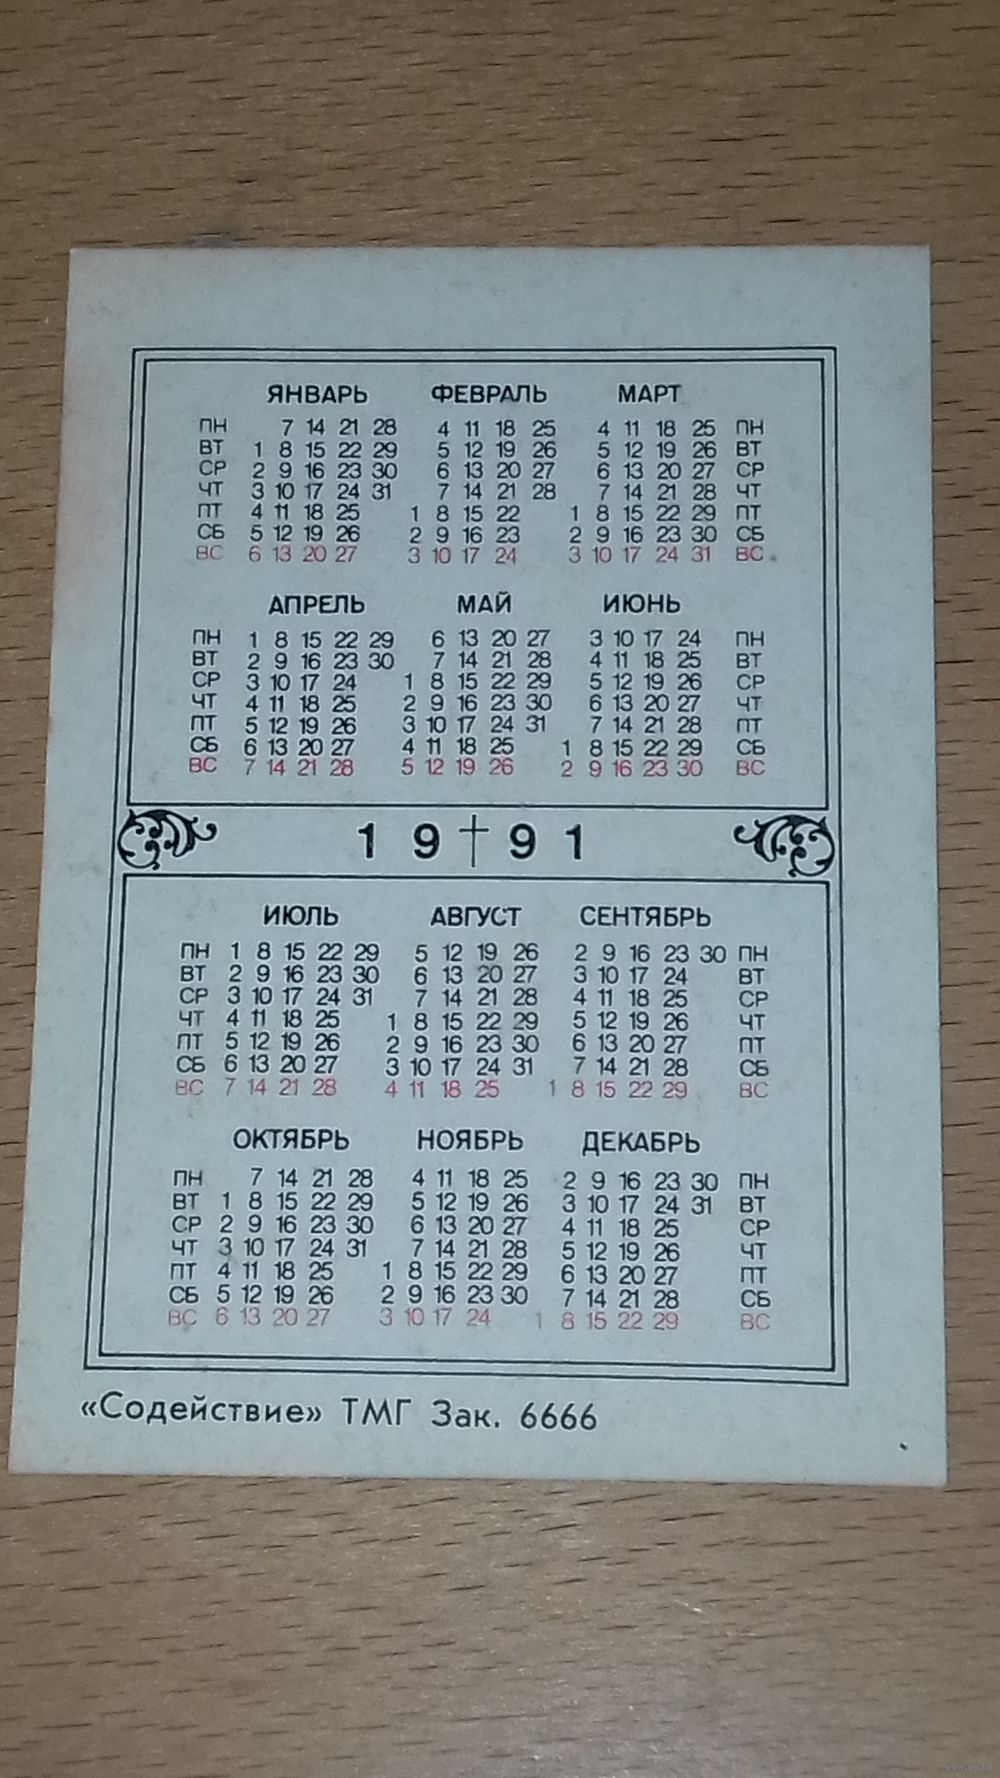 ЯНВАРЬ ФЕВРАЛЬ МАРТ
ПН 7 14 21 28 4 11 18 25 4 11 18 25 ПН
ВТ 1 8 15 22 29 5 12 19 26 5 12 19 26 ВТ
СР 2 9 16 23 30 6 13 20 27 6 13 20 27 СР
ЧТ 3 10 17 24 31 7 14 21 28 7 14 21 28 ЧТ
ПТ 4 11 18 25 1 8 15 22 1 8 15 22 29 ПТ
СБ 5 12 19 26 2 9 16 23 2 9 16 23 30 СБ
ВС 6 13 20 27 3 10 17 24 3 10 17 24 31 ВС
АПРЕЛЬ МАЙ ИЮНЬ
ПН 1 8 15 22 29 6 13 20 27 3 10 17 24 ПН
ВТ 2 9 16 23 30 7 14 21 28 4 11 18 25 ВТ
СР 3 10 17 24 1 8 15 22 29 5 12 19 26 СР
ЧТ 4 11 18 25 2 9 16 23 30 6 13 20 27 ЧТ
ПТ 5 12 19 26 3 10 17 24 31 7 14 21 28 ПТ
СБ 6 13 20 27 4 11 18 25 1 8 15 22 29 СБ
ВС 7 14 21 28 5 12 19 26 2 9 16 23 30 ВС
19 91
ИЮЛЬ АВГУСТ СЕНТЯБРЬ
ПН 1 8 15 22 29 5 12 19 26 2 9 16 23 30 ПН
ВТ 2 9 16 23 30 6 13 20 27 3 10 17 24 ВТ
СР 3 10 17 24 31 7 14 21 28 4 11 18 25 СР
ЧТ 4 11 18 25 1 8 15 22 29 5 12 19 26 ЧТ
ПТ 5 12 19 26 2 9 16 23 30 6 13 20 27 ПТ
СБ 6 13 20 27 3 10 17 24 31 7 14 21 28 СБ
ВС 7 14 21 28 4 11 18 25 1 8 15 22 29 ВС
ОКТЯБРЬ НОЯБРЬ ДЕКАБРЬ
ПН 7 14 21 28 4 11 18 25 2 9 16 23 30 ПН
ВТ 1 8 15 22 29 5 12 19 26 3 10 17 24 31 ВТ
СР 2 9 16 23 30 6 13 20 27 4 11 18 25 СР
ЧТ 3 10 17 24 31 7 14 21 28 5 12 19 26 ЧТ
ПТ 4 11 18 25 1 8 15 22 29 6 13 20 27 ПТ
СБ 5 12 19 26 2 9 16 23 30 7 14 21 28 СБ
ВС 6 13 20 27 3 10 17 24 1 8 15 22 29 ВС
«Содействие» ТМГ Зак. 6666
www.ay.by